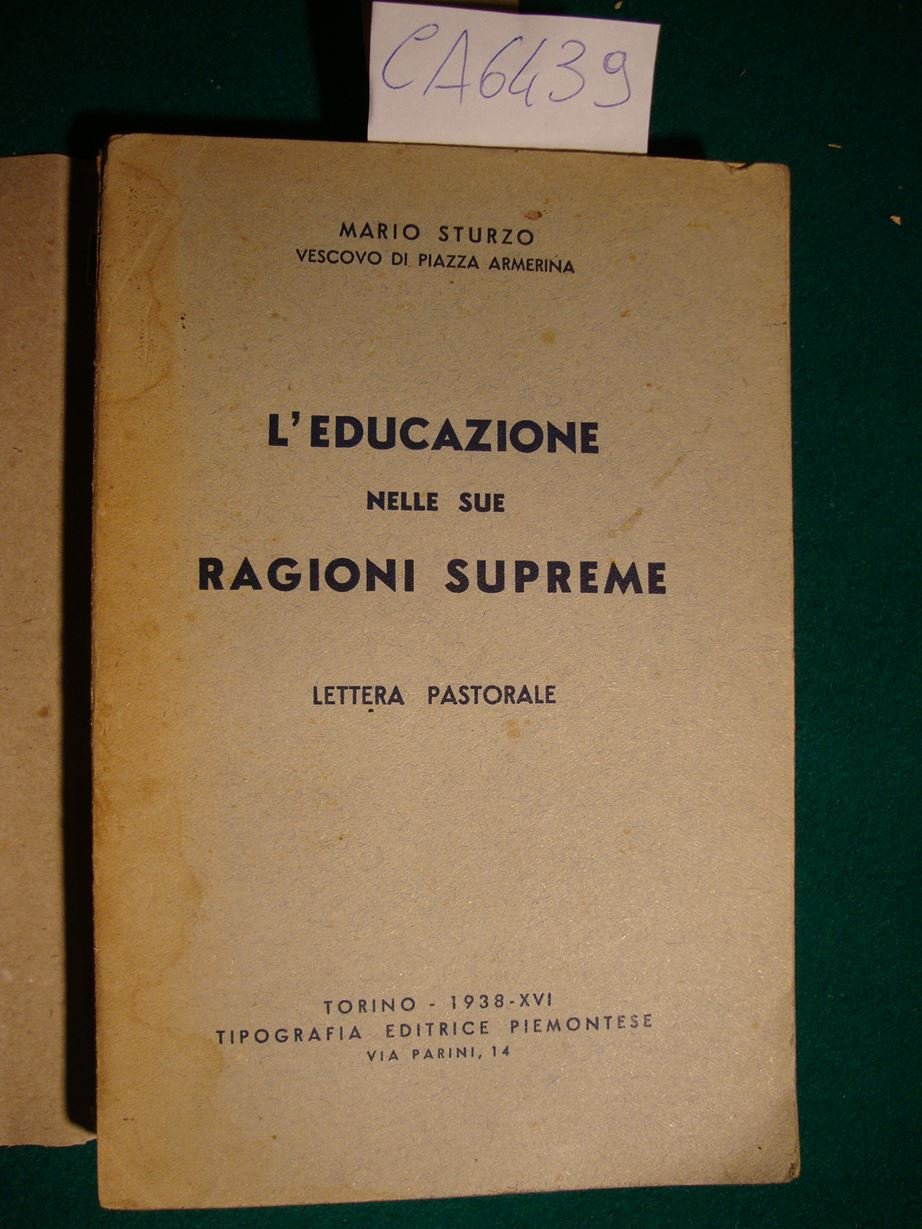 CA6439
MARIO STURZO
VESCOVO DI PIAZZA ARMERINA
L'EDUCAZIONE
NELLE SUE
RAGIONI SUPREME
LETTERA PASTORALE
TORINO - 1938-XVI
TIPOGRAFIA EDITRICE PIEMONTESE
VIA PARINI, 14